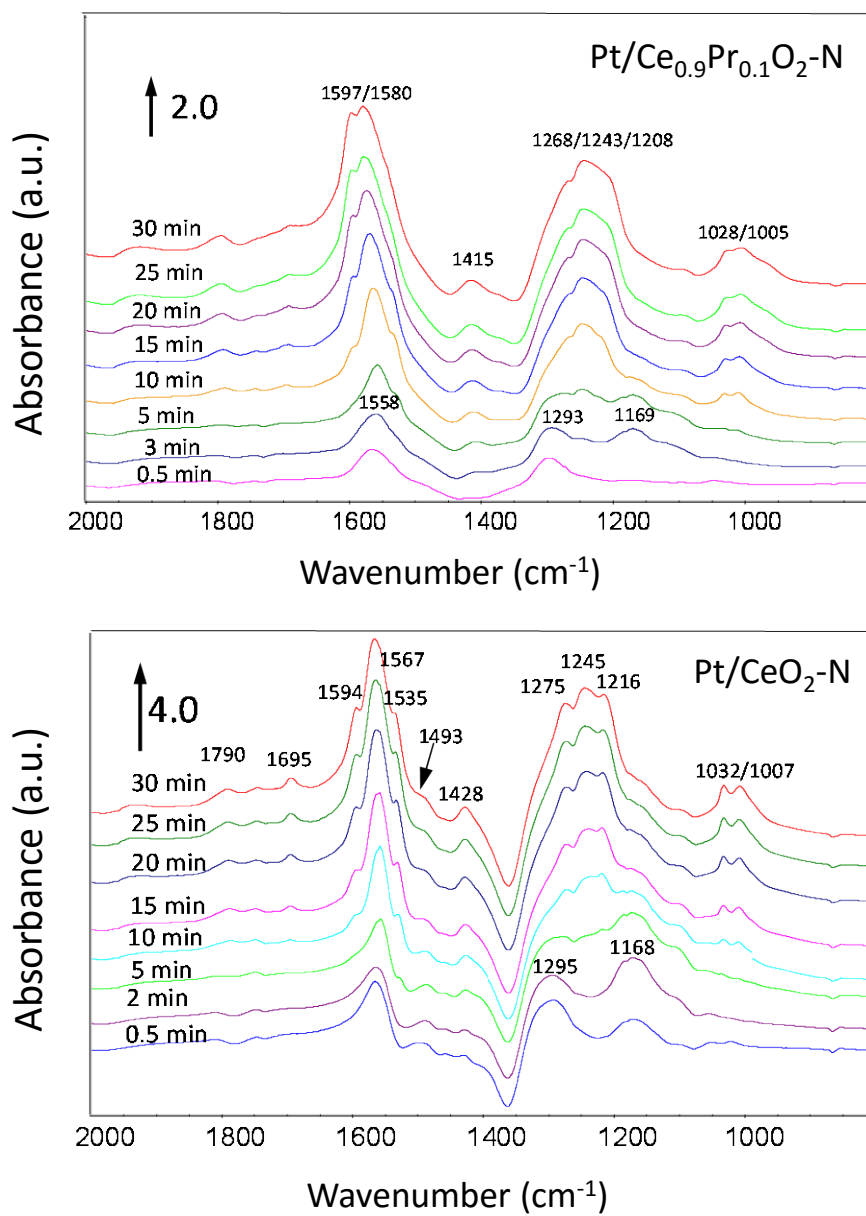 Pt/Ce₀.₉Pr₀.₁O₂-N
2.0
1597/1580
1268/1243/1208
1415
1028/1005
30 min
25 min
20 min
15 min
10 min
5 min
3 min
0.5 min
1558
1293
1169
Absorbance (a.u.)
2000 1800 1600 1400 1200 1000
Wavenumber (cm⁻¹)
Pt/CeO₂-N
4.0
1790
1695
1594
1567
1535
1493
1428
1275
1245
1216
1032/1007
30 min
25 min
20 min
15 min
10 min
5 min
2 min
0.5 min
1295
1168
Absorbance (a.u.)
2000 1800 1600 1400 1200 1000
Wavenumber (cm⁻¹)